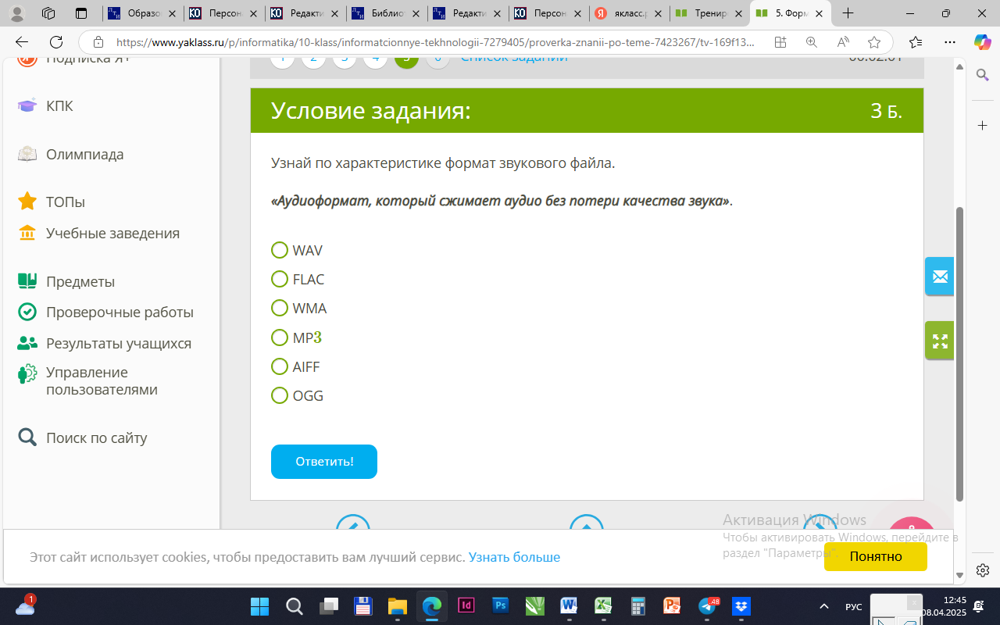 Образо
Персон
Редакти
Библиот
Редакти
Персон
якласс.р
Тренир
5. Форм
https://www.yaklass.ru/p/informatika/10-klass/informatcionnye-tekhnologii-7279405/proverka-znanii-po-teme-7423267/tv-169f13...
Подписка Я+
КПК
Олимпиада
ТОПы
Учебные заведения
Предметы
Проверочные работы
Результаты учащихся
Управление
пользователями
Поиск по сайту
1 2 3 4 5 6 Список заданий 00:02:01
Условие задания: 3 Б.
Узнай по характеристике формат звукового файла.
«Аудиоформат, который сжимает аудио без потери качества звука».
WAV
FLAC
WMA
MP3
AIFF
OGG
Ответить!
Активация Windows
Чтобы активировать Windows, перейдите в
раздел "Параметры".
Этот сайт использует cookies, чтобы предоставить вам лучший сервис. Узнать больше
Понятно
1
48
РУС
12:45
08.04.2025